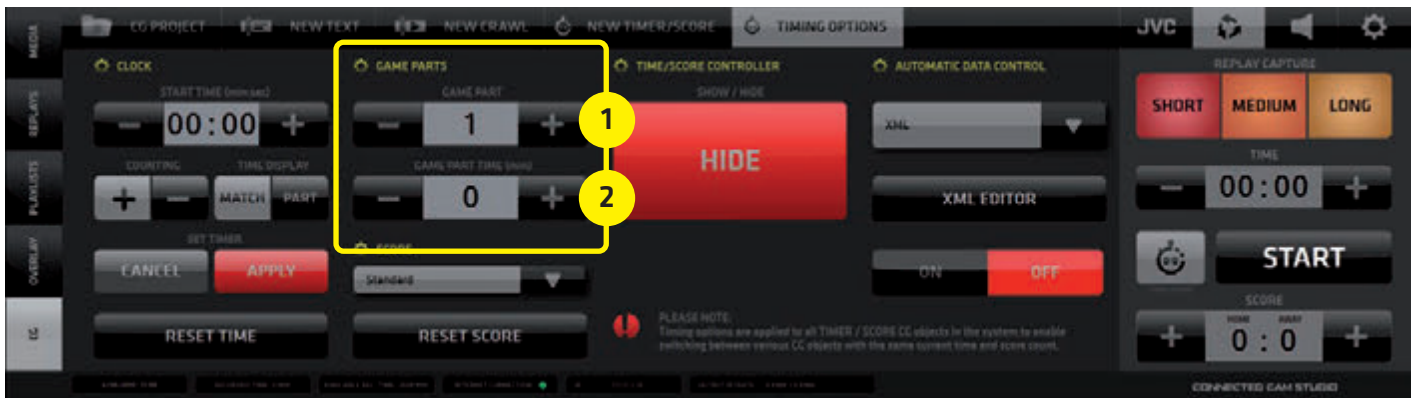 MEDIA
REPLAYS
PLAYLISTS
OVERLAY
CG PROJECT
NEW TEXT
NEW CRAWL
NEW TIMER/SCORE
TIMING OPTIONS
JVC
CLOCK
START TIME (min:sec)
— 00:00 +
COUNTING
TIME DISPLAY
+ —
MATCH PART
SET TIMER
CANCEL
APPLY
RESET TIME
GAME PARTS
GAME PART
— 1 +
1
GAME PART TIME (min)
— 0 +
2
SCORE
Standard
RESET SCORE
TIME/SCORE CONTROLLER
SHOW / HIDE
HIDE
AUTOMATIC DATA CONTROL
XML
XML EDITOR
ON OFF
PLEASE NOTE:
Timing options are applied to all TIMER / SCORE CG objects in the system to enable
switching between various CG objects with the same current time and score count.
REPLAY CAPTURE
SHORT MEDIUM LONG
TIME
— 00:00 +
START
SCORE
HOME AWAY
+ 0 : 0 +
CONNECTED CAM STUDIO